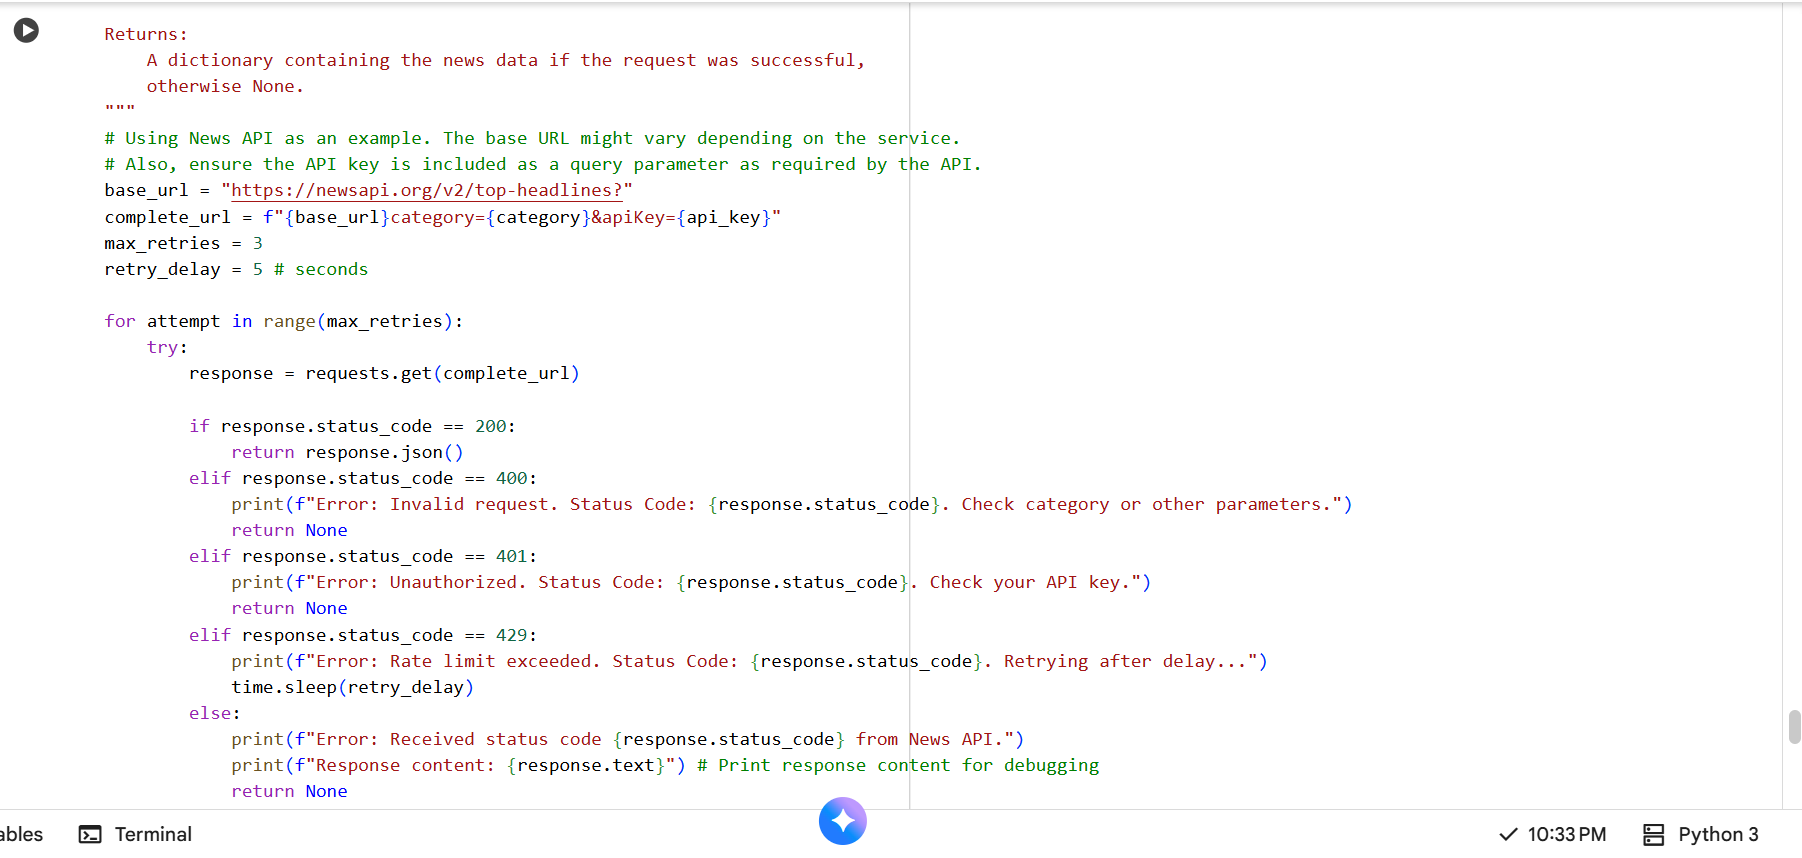 Returns:
    A dictionary containing the news data if the request was successful,
    otherwise None.
"""
# Using News API as an example. The base URL might vary depending on the service.
# Also, ensure the API key is included as a query parameter as required by the API.
base_url = "https://newsapi.org/v2/top-headlines?"
complete_url = f"{base_url}category={category}&apiKey={api_key}"
max_retries = 3
retry_delay = 5 # seconds

for attempt in range(max_retries):
    try:
        response = requests.get(complete_url)

        if response.status_code == 200:
            return response.json()
        elif response.status_code == 400:
            print(f"Error: Invalid request. Status Code: {response.status_code}. Check category or other parameters.")
            return None
        elif response.status_code == 401:
            print(f"Error: Unauthorized. Status Code: {response.status_code}. Check your API key.")
            return None
        elif response.status_code == 429:
            print(f"Error: Rate limit exceeded. Status Code: {response.status_code}. Retrying after delay...")
            time.sleep(retry_delay)
        else:
            print(f"Error: Received status code {response.status_code} from News API.")
            print(f"Response content: {response.text}") # Print response content for debugging
            return None
ables Terminal 10:33 PM Python 3